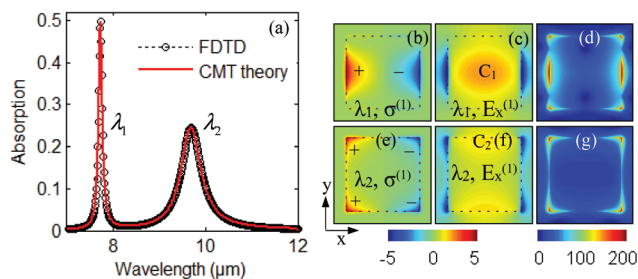 (a)
FDTD
CMT theory
λ1
λ2
Absorption
0.5
0.4
0.3
0.2
0.1
0
8
10
12
Wavelength (μm)
(b)
+
−
λ1, σ(1)
(c)
C1
λ1, Ex(1)
(d)
(e)
+
−
λ2, σ(1)
+
−
C2 (f)
λ2, Ex(1)
(g)
y
x
-5 0 5
0 100 200